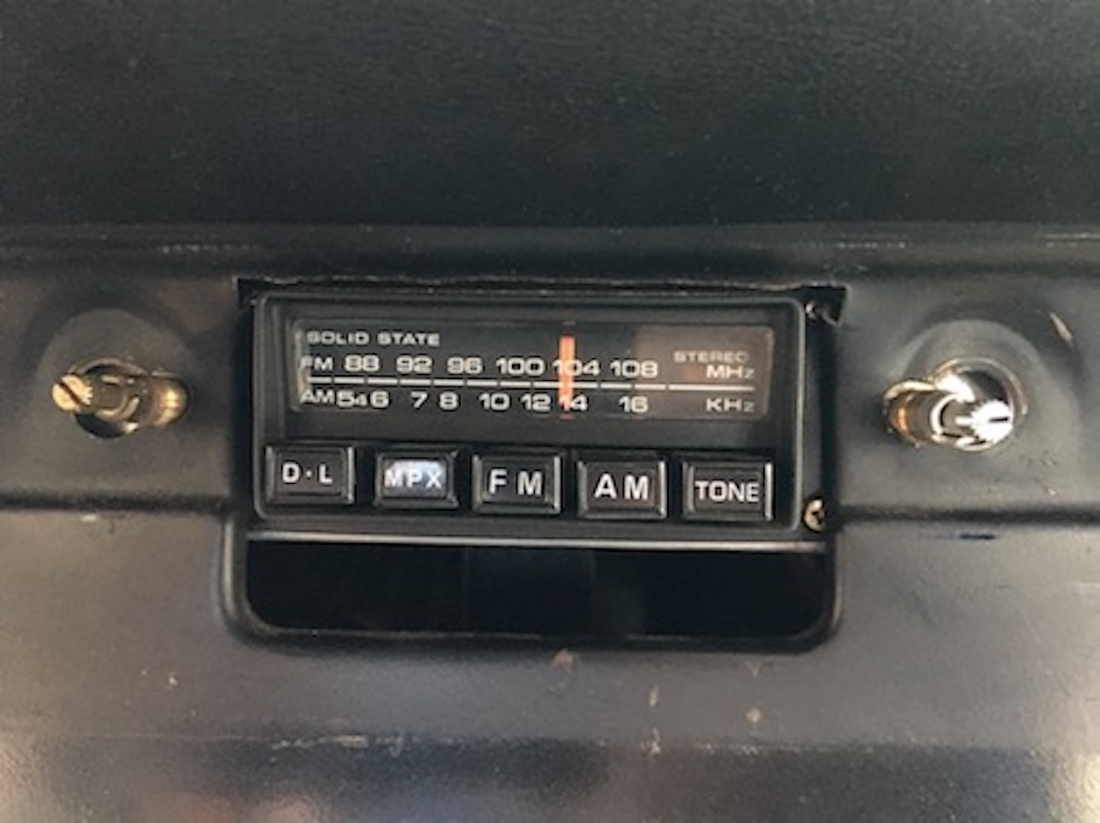 SOLID STATE
FM 88 92 96 100 104 108 STEREO MHz
AM 54 6 7 8 10 12 14 16 KHz
D·L MPX FM AM TONE